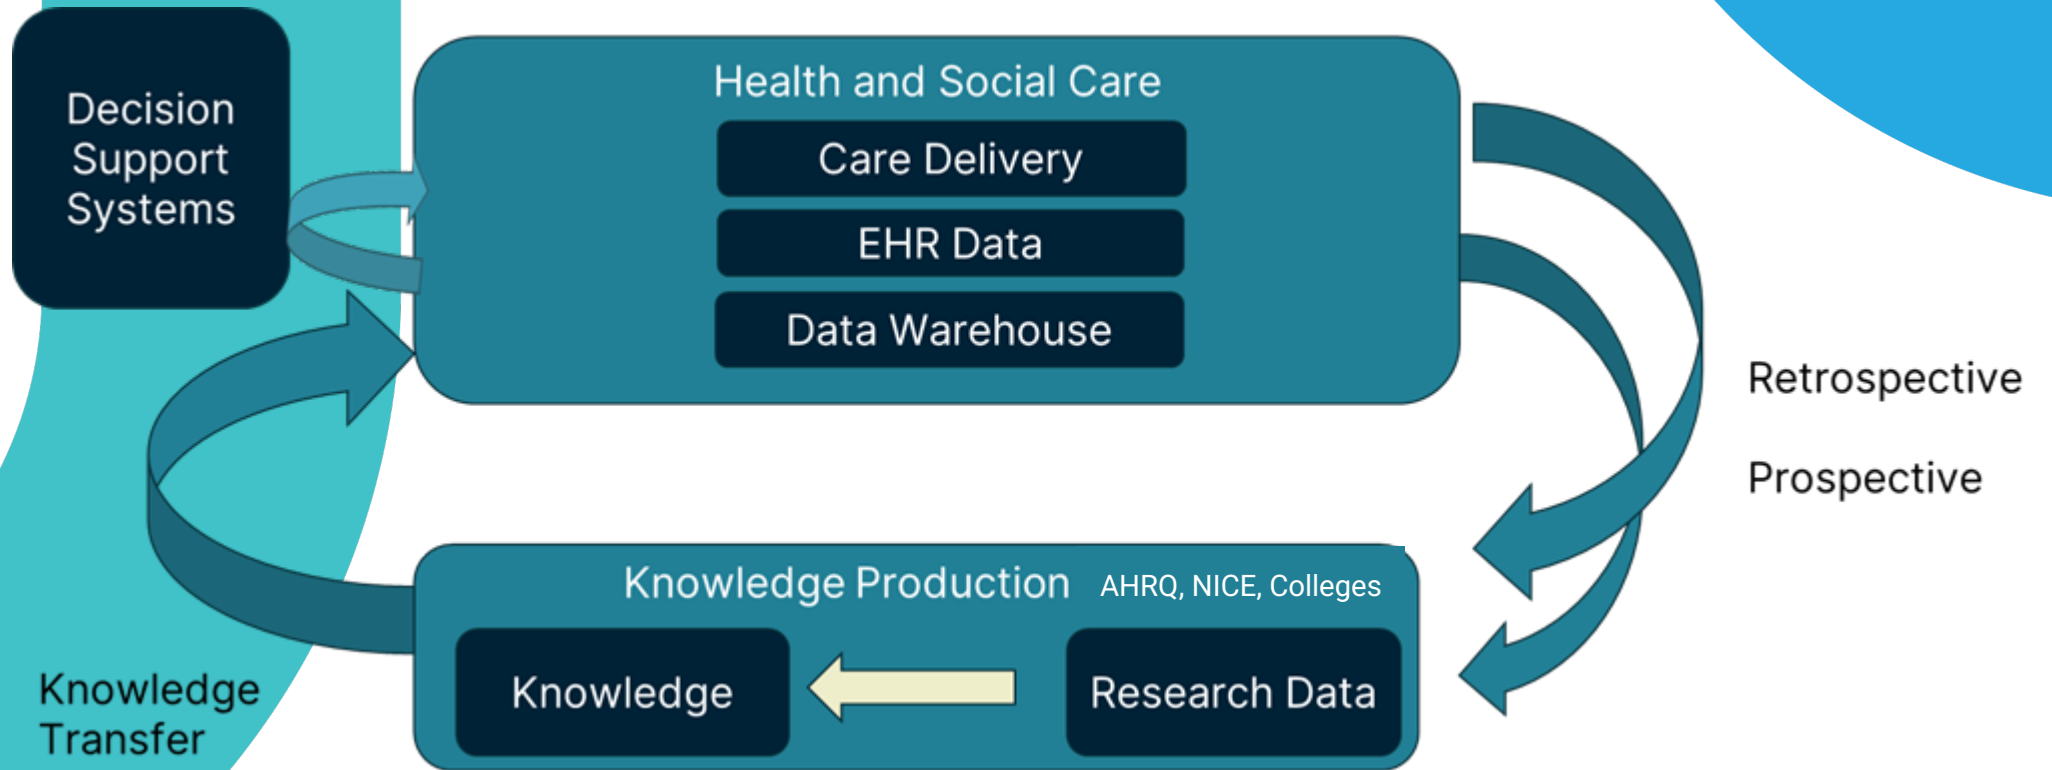 Decision
Support
Systems
Health and Social Care
Care Delivery
EHR Data
Data Warehouse
Retrospective
Prospective
Knowledge Production AHRQ, NICE, Colleges
Knowledge
Research Data
Knowledge
Transfer